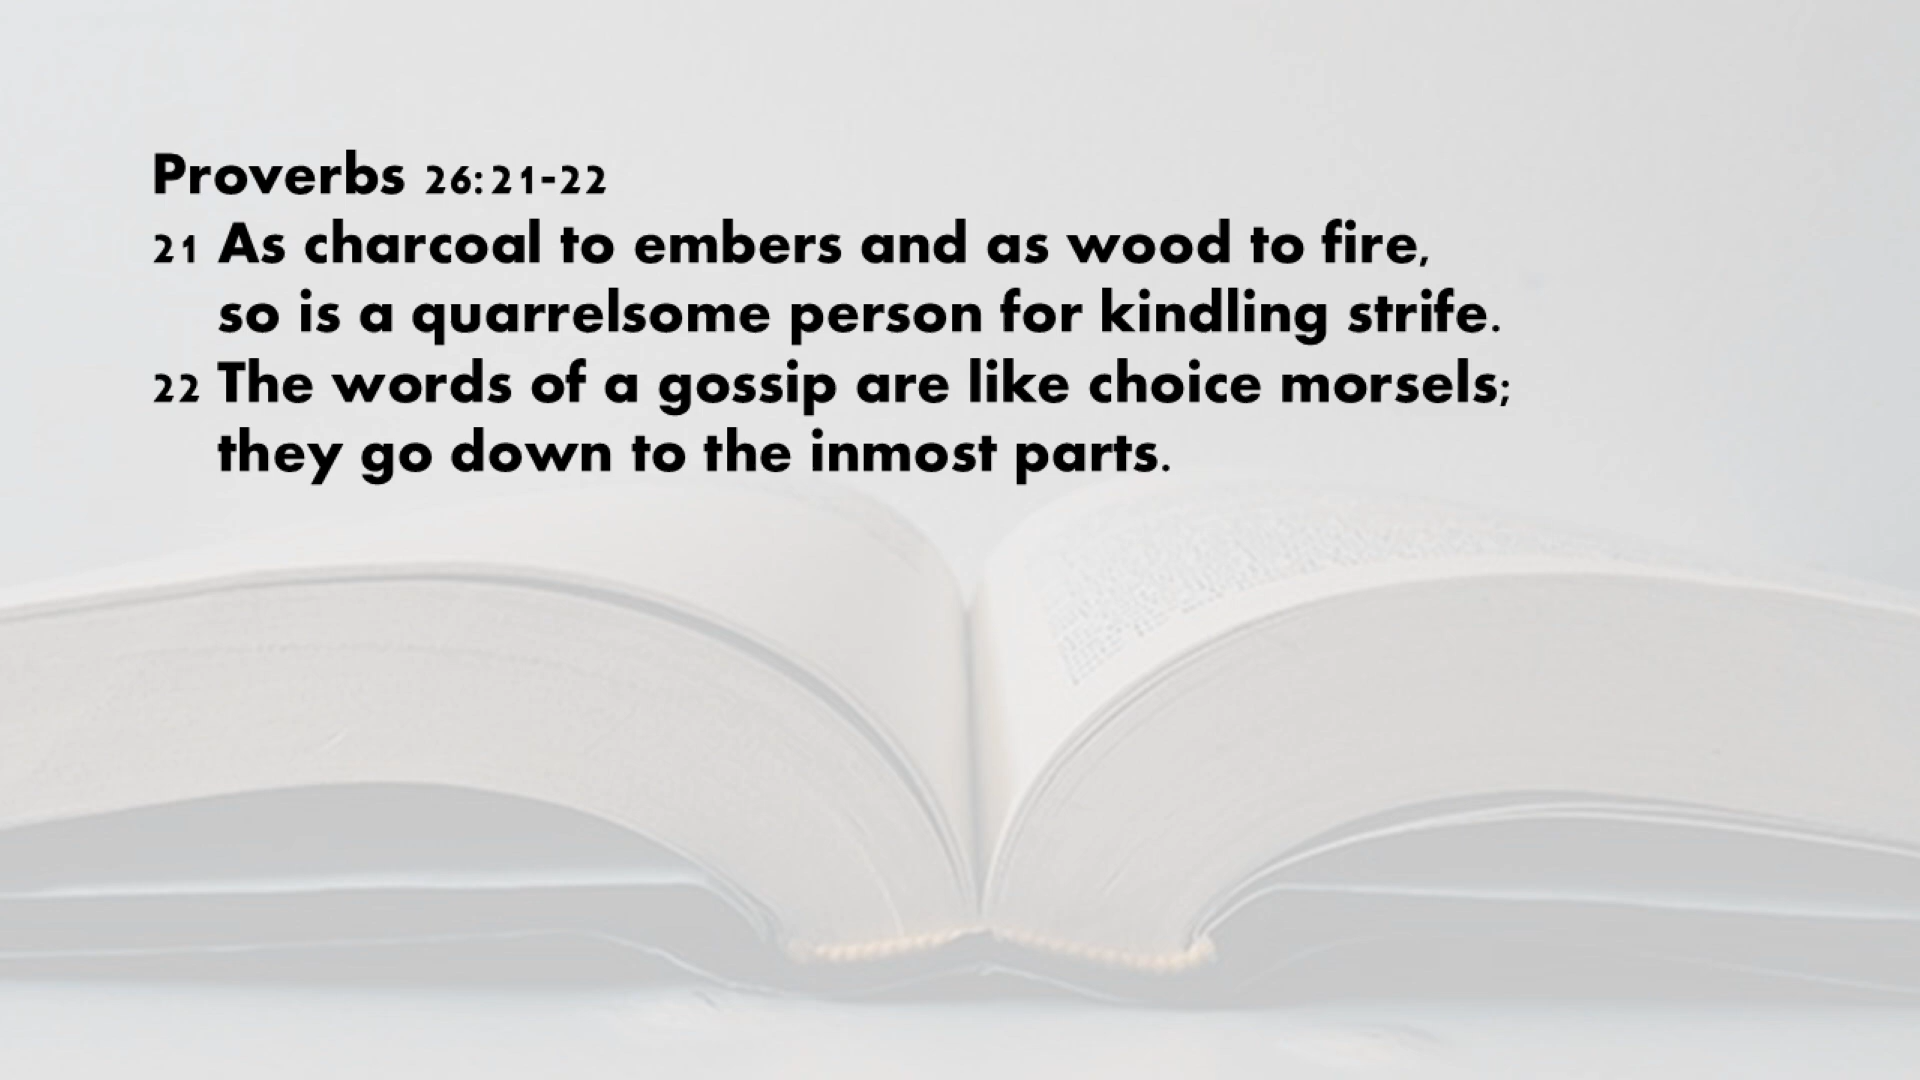 Proverbs 26:21-22
21 As charcoal to embers and as wood to fire,
so is a quarrelsome person for kindling strife.
22 The words of a gossip are like choice morsels;
they go down to the inmost parts.